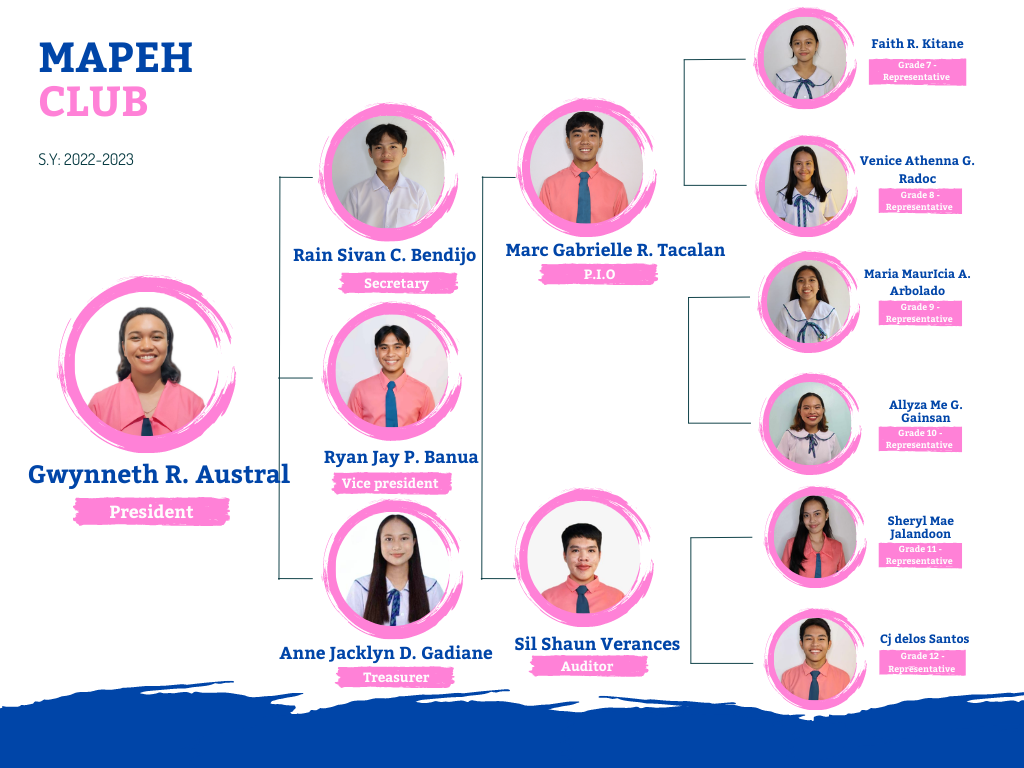 MAPEH
CLUB
S.Y: 2022-2023
Gwynneth R. Austral
President
Rain Sivan C. Bendijo
Secretary
Ryan Jay P. Banua
Vice president
Anne Jacklyn D. Gadiane
Treasurer
Marc Gabrielle R. Tacalan
P.I.O
Sil Shaun Verances
Auditor
Faith R. Kitane
Grade 7 -
Representative
Venice Athenna G.
Radoc
Grade 8 -
Representative
Maria MaurIcia A.
Arbolado
Grade 9 -
Representative
Allyza Me G.
Gainsan
Grade 10 -
Representative
Sheryl Mae
Jalandoon
Grade 11 -
Representative
Cj delos Santos
Grade 12 -
Representative